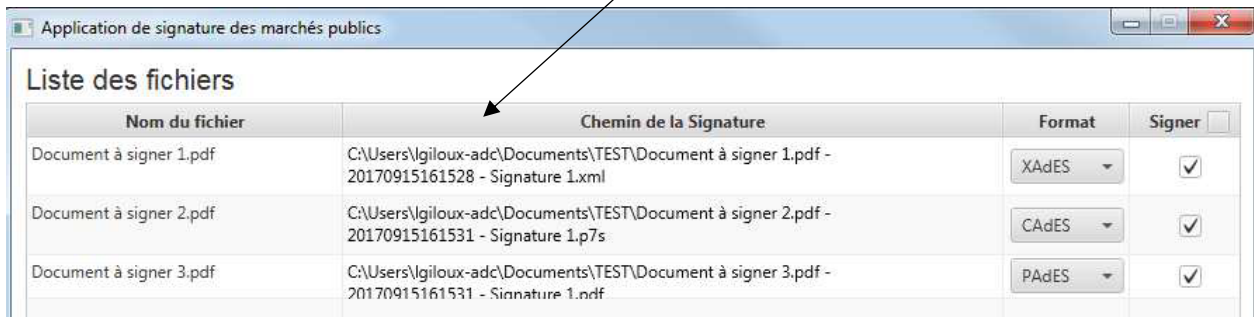 Application de signature des marchés publics
Liste des fichiers
Nom du fichier Chemin de la Signature Format Signer
Document à signer 1.pdf C:\Users\lgiloux-adc\Documents\TEST\Document à signer 1.pdf - XAdES
20170915161528 - Signature 1.xml
Document à signer 2.pdf C:\Users\lgiloux-adc\Documents\TEST\Document à signer 2.pdf - CAdES
20170915161531 - Signature 1.p7s
Document à signer 3.pdf C:\Users\lgiloux-adc\Documents\TEST\Document à signer 3.pdf - PAdES
20170915161531 - Signature 1.pdf